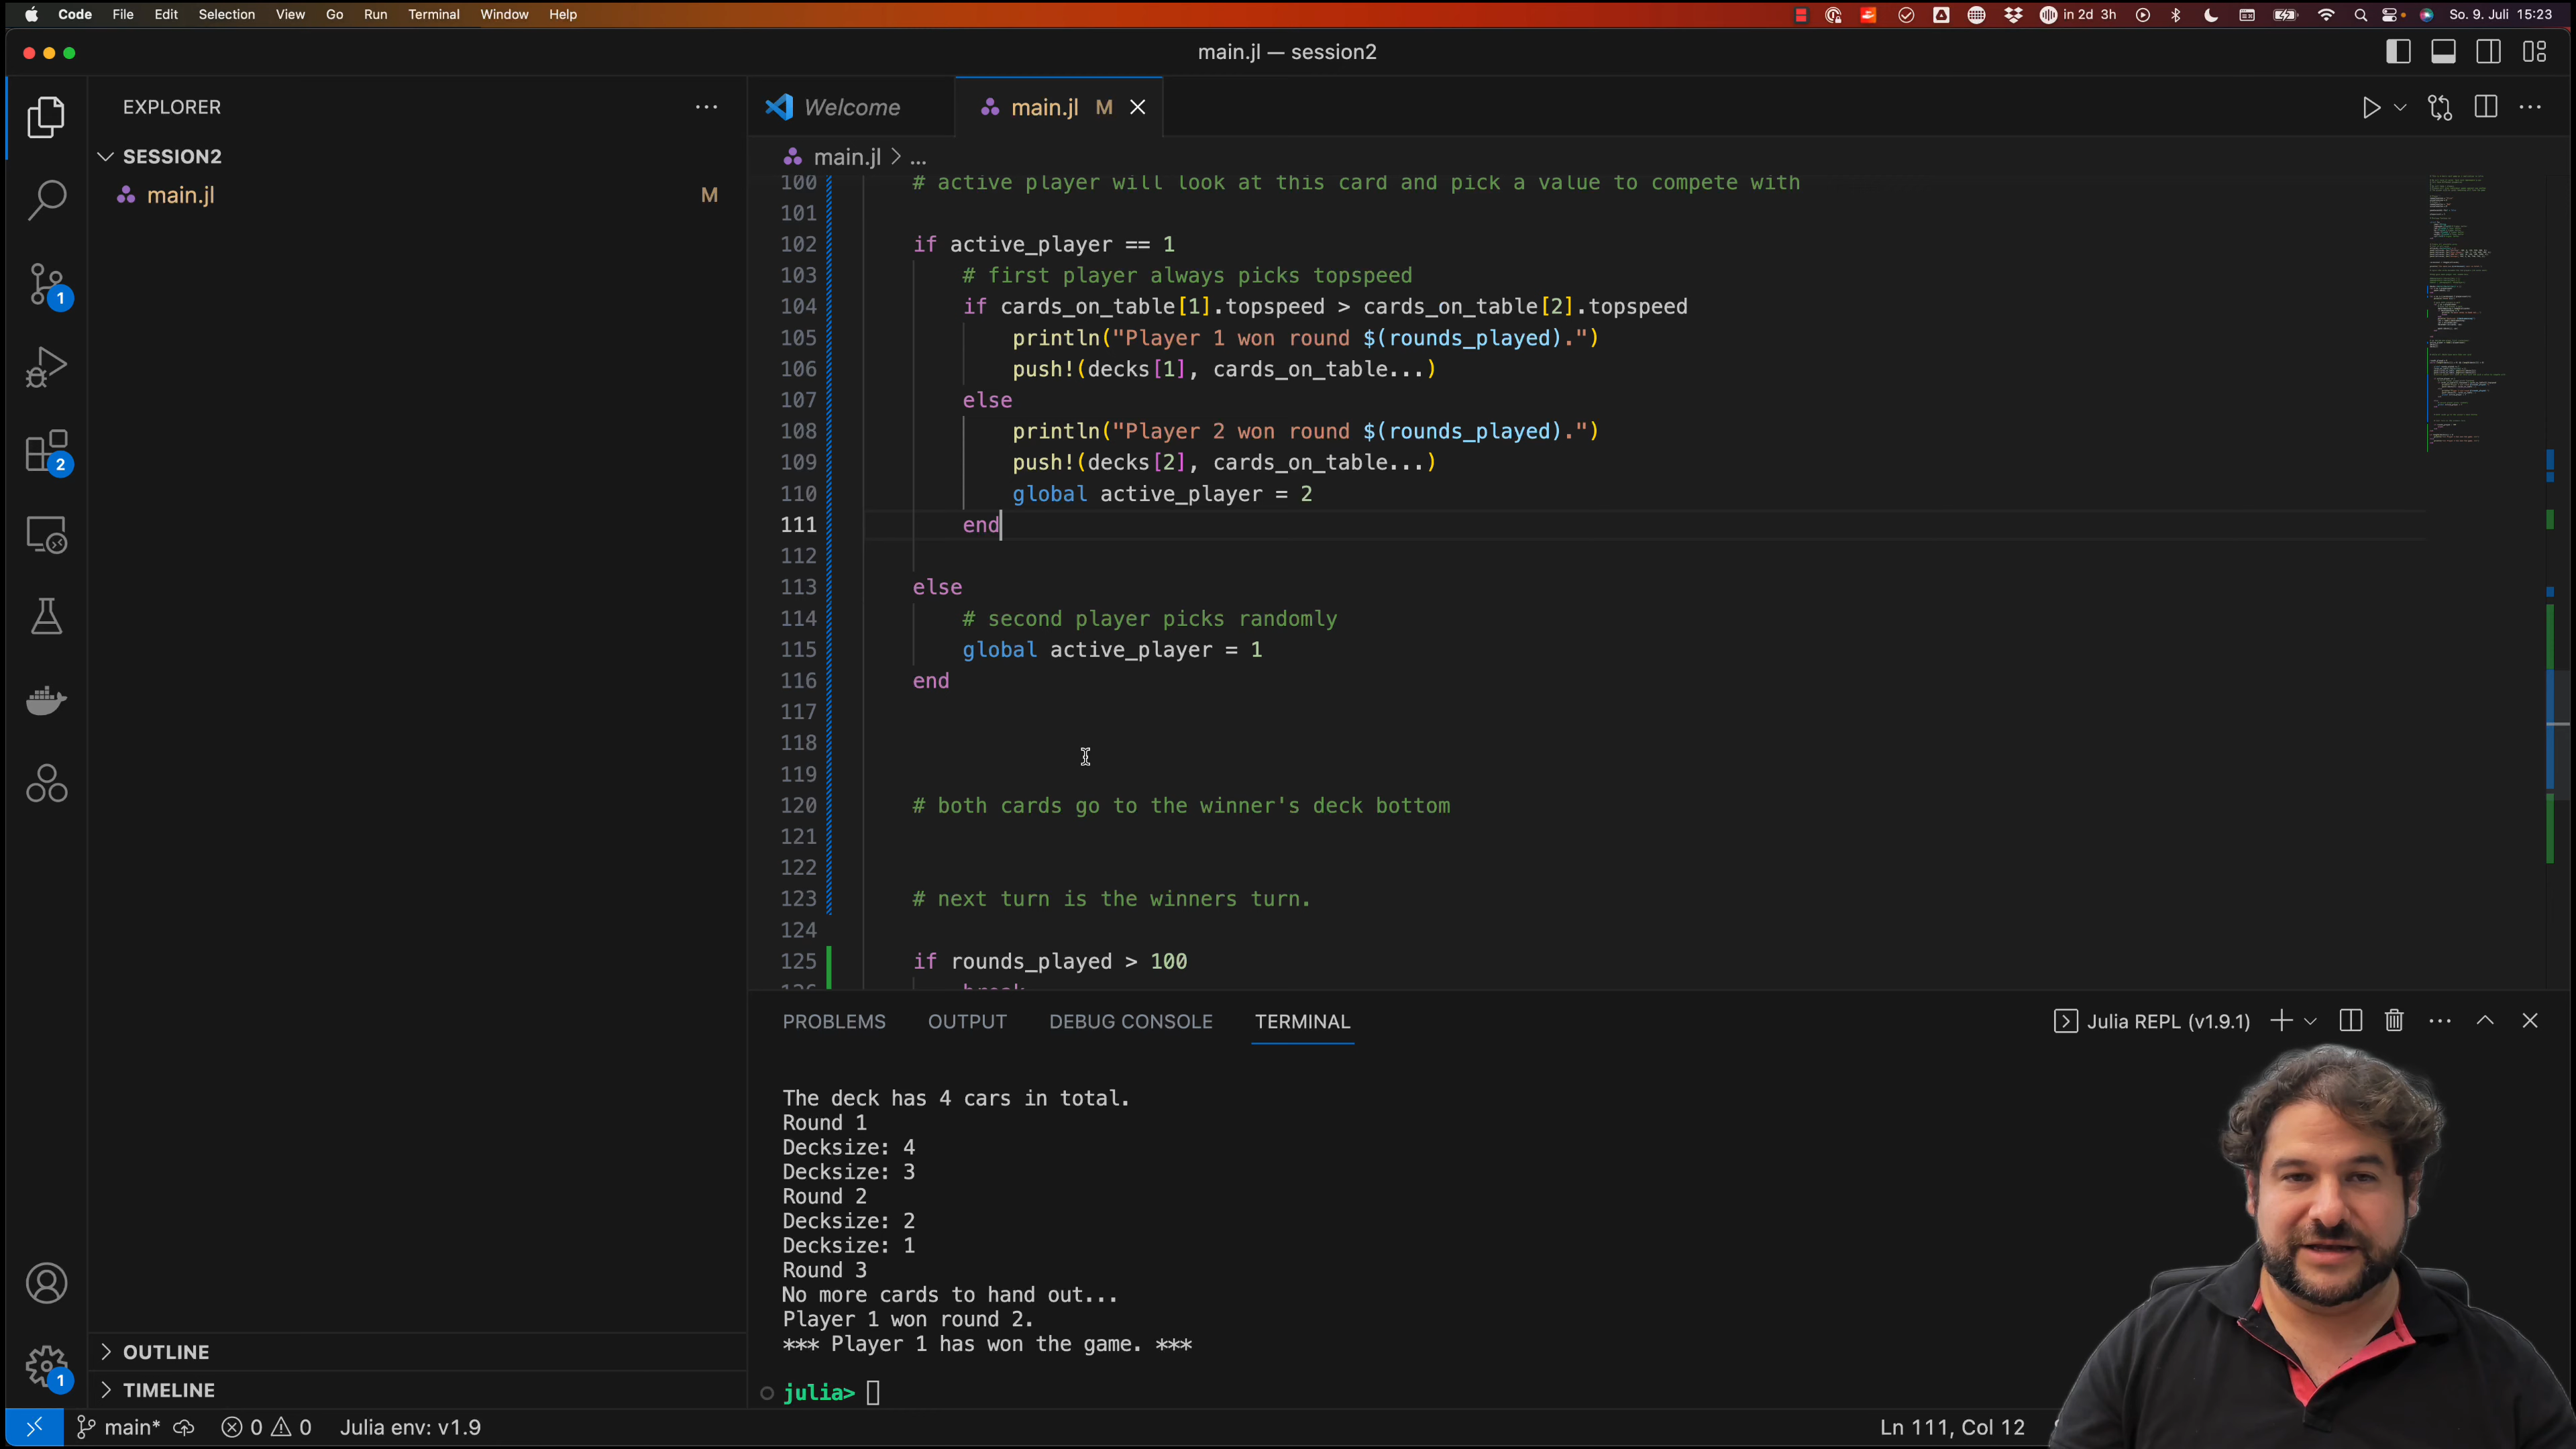 Code File Edit Selection View Go Run Terminal Window Help in 2d 3h So. 9. Juli 15:23
main.jl — session2
EXPLORER
Welcome
main.jl M
SESSION2
main.jl M
main.jl > ...
100 # active player will look at this card and pick a value to compete with
101
102 if active_player == 1
103 # first player always picks topspeed
104 if cards_on_table[1].topspeed > cards_on_table[2].topspeed
105 println("Player 1 won round $(rounds_played).")
106 push!(decks[1], cards_on_table...)
107 else
108 println("Player 2 won round $(rounds_played).")
109 push!(decks[2], cards_on_table...)
110 global active_player = 2
111 end
112
113 else
114 # second player picks randomly
115 global active_player = 1
116 end
117
118
119
120 # both cards go to the winner's deck bottom
121
122
123 # next turn is the winners turn.
124
125 if rounds_played > 100
126 break
PROBLEMS OUTPUT DEBUG CONSOLE TERMINAL Julia REPL (v1.9.1)
The deck has 4 cars in total.
Round 1
Decksize: 4
Decksize: 3
Round 2
Decksize: 2
Decksize: 1
Round 3
No more cards to hand out...
Player 1 won round 2.
*** Player 1 has won the game. ***
julia>
1
2
1
OUTLINE
TIMELINE
main* 0 0 Julia env: v1.9 Ln 111, Col 12